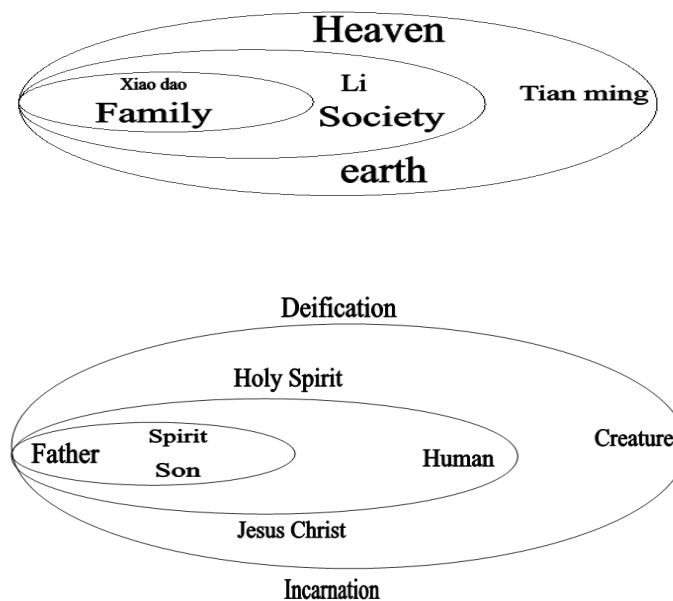 Heaven
Xiao dao
Li
Tian ming
Family
Society
earth
Deification
Holy Spirit
Spirit
Father
Creature
Human
Son
Jesus Christ
Incarnation